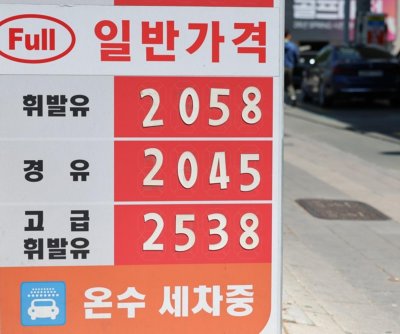 Full 일반가격
휘발유 2058
경유 2045
고급
휘발유 2538
온수 세차중